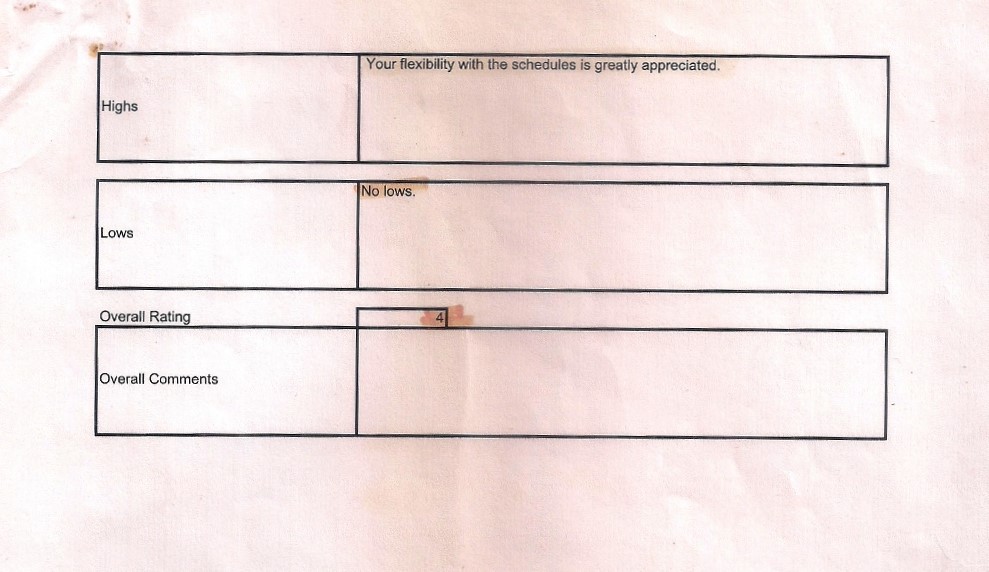 Your flexibility with the schedules is greatly appreciated.
Highs
No lows.
Lows
Overall Rating 4
Overall Comments